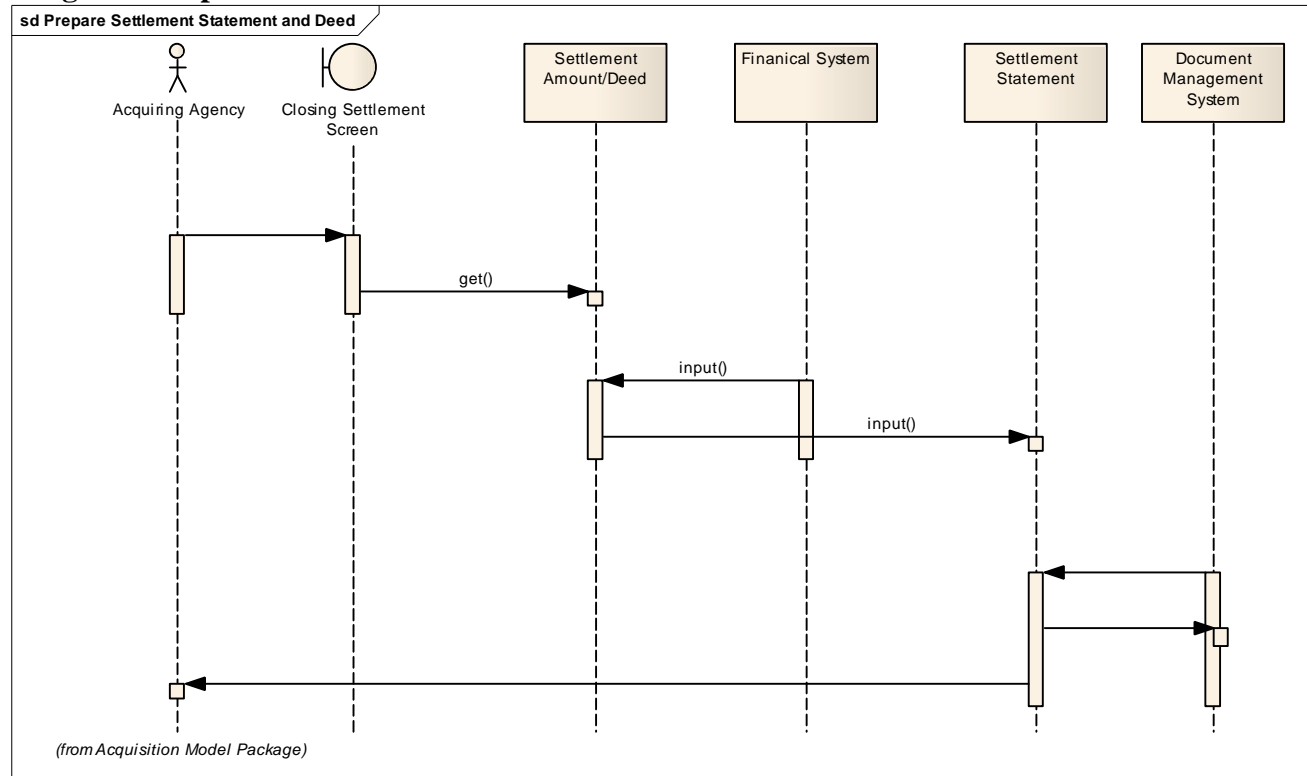 sd Prepare Settlement Statement and Deed
Acquiring Agency
Closing Settlement
Screen
Settlement
Amount/Deed
Finanical System
Settlement
Statement
Document
Management
System
get()
input()
input()
(from Acquisition Model Package)